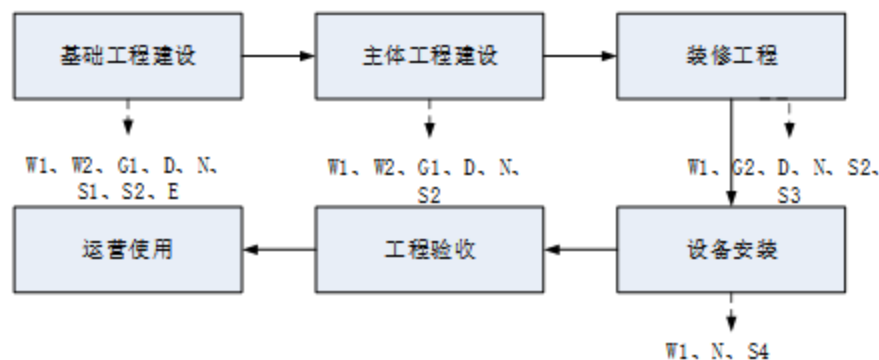 基础工程建设
主体工程建设
装修工程
W1、W2、G1、D、N、
S1、S2、E
W1、W2、G1、D、N、
S2
W1、G2、D、N、S2、
S3
运营使用
工程验收
设备安装
W1、N、S4